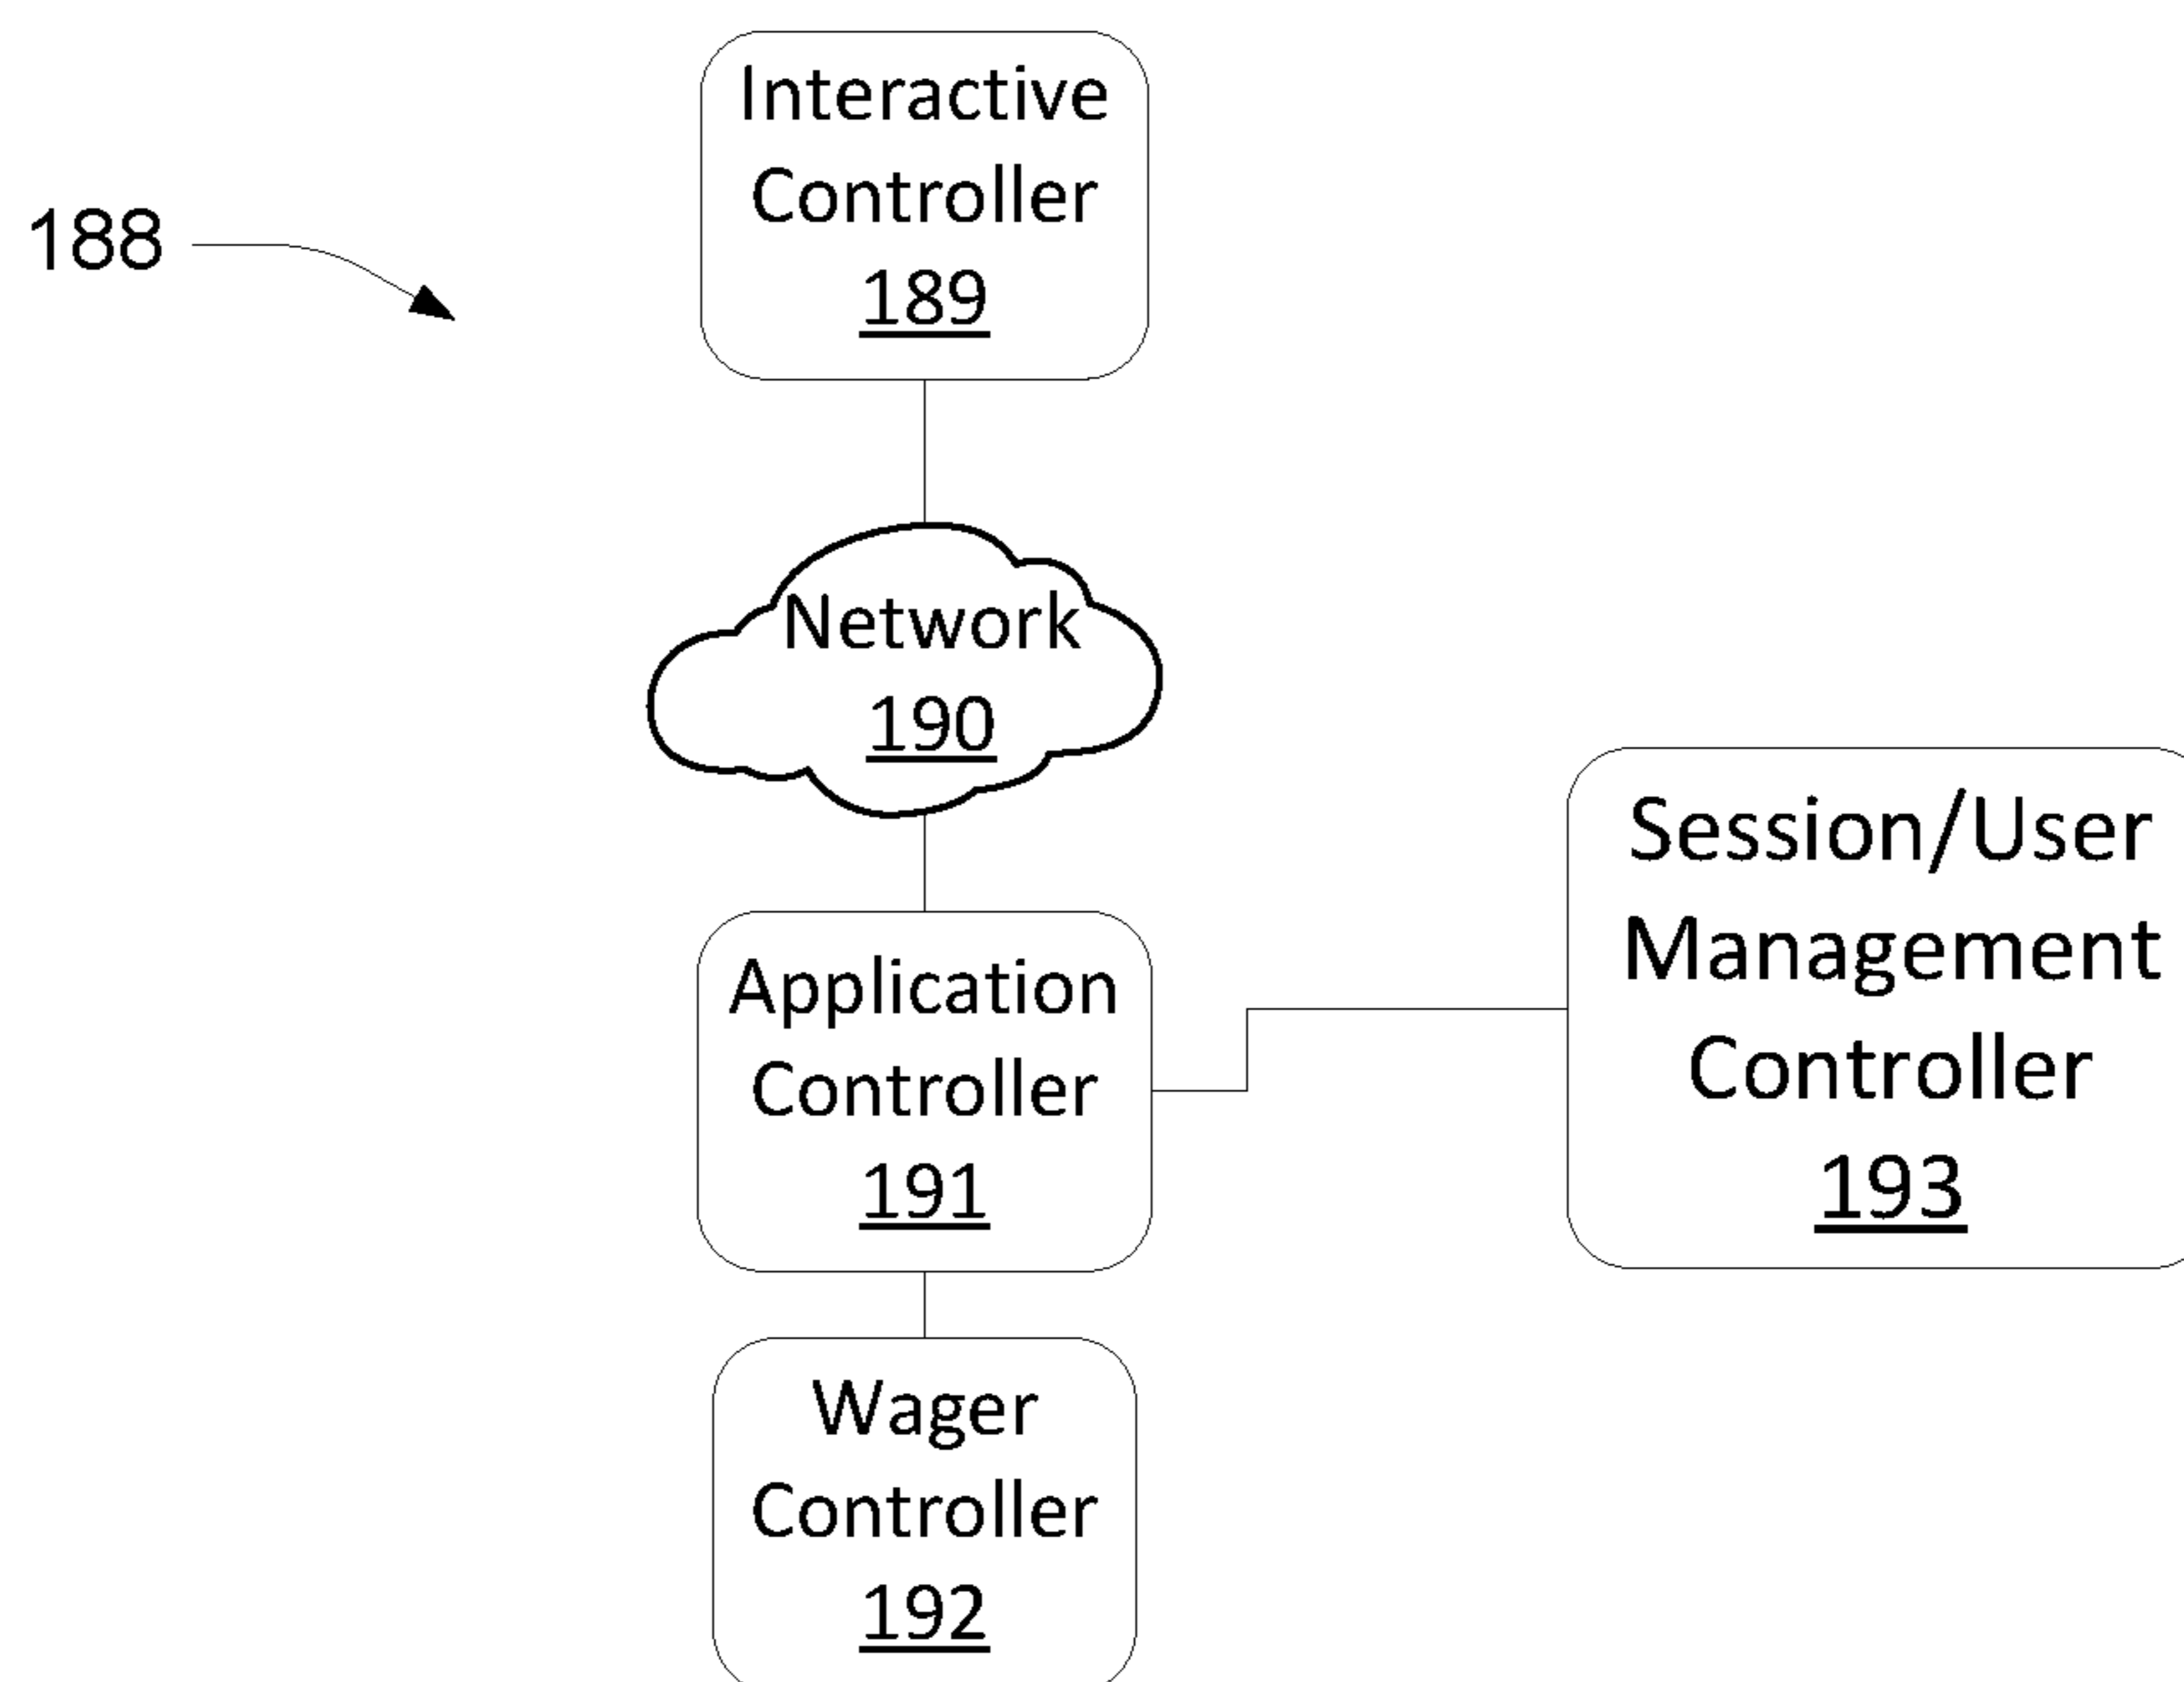 Interactive
Controller
189
188
Network
190
Application
Controller
191
Session/User
Management
Controller
193
Wager
Controller
192